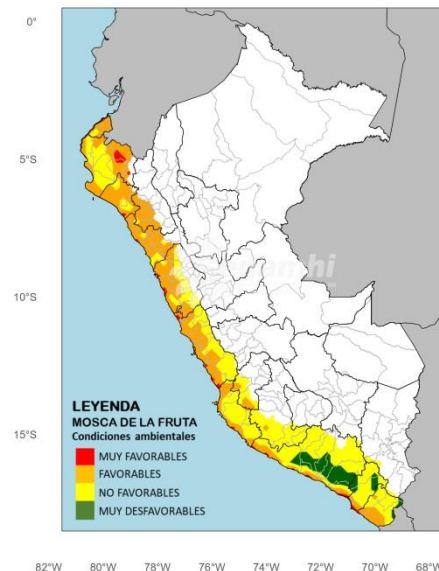 0°
5°S
10°S
15°S
senamhi
LEYENDA
MOSCA DE LA FRUTA
Condiciones ambientales
MUY FAVORABLES
FAVORABLES
NO FAVORABLES
MUY DESFAVORABLES
82°W 80°W 78°W 76°W 74°W 72°W 70°W 68°W